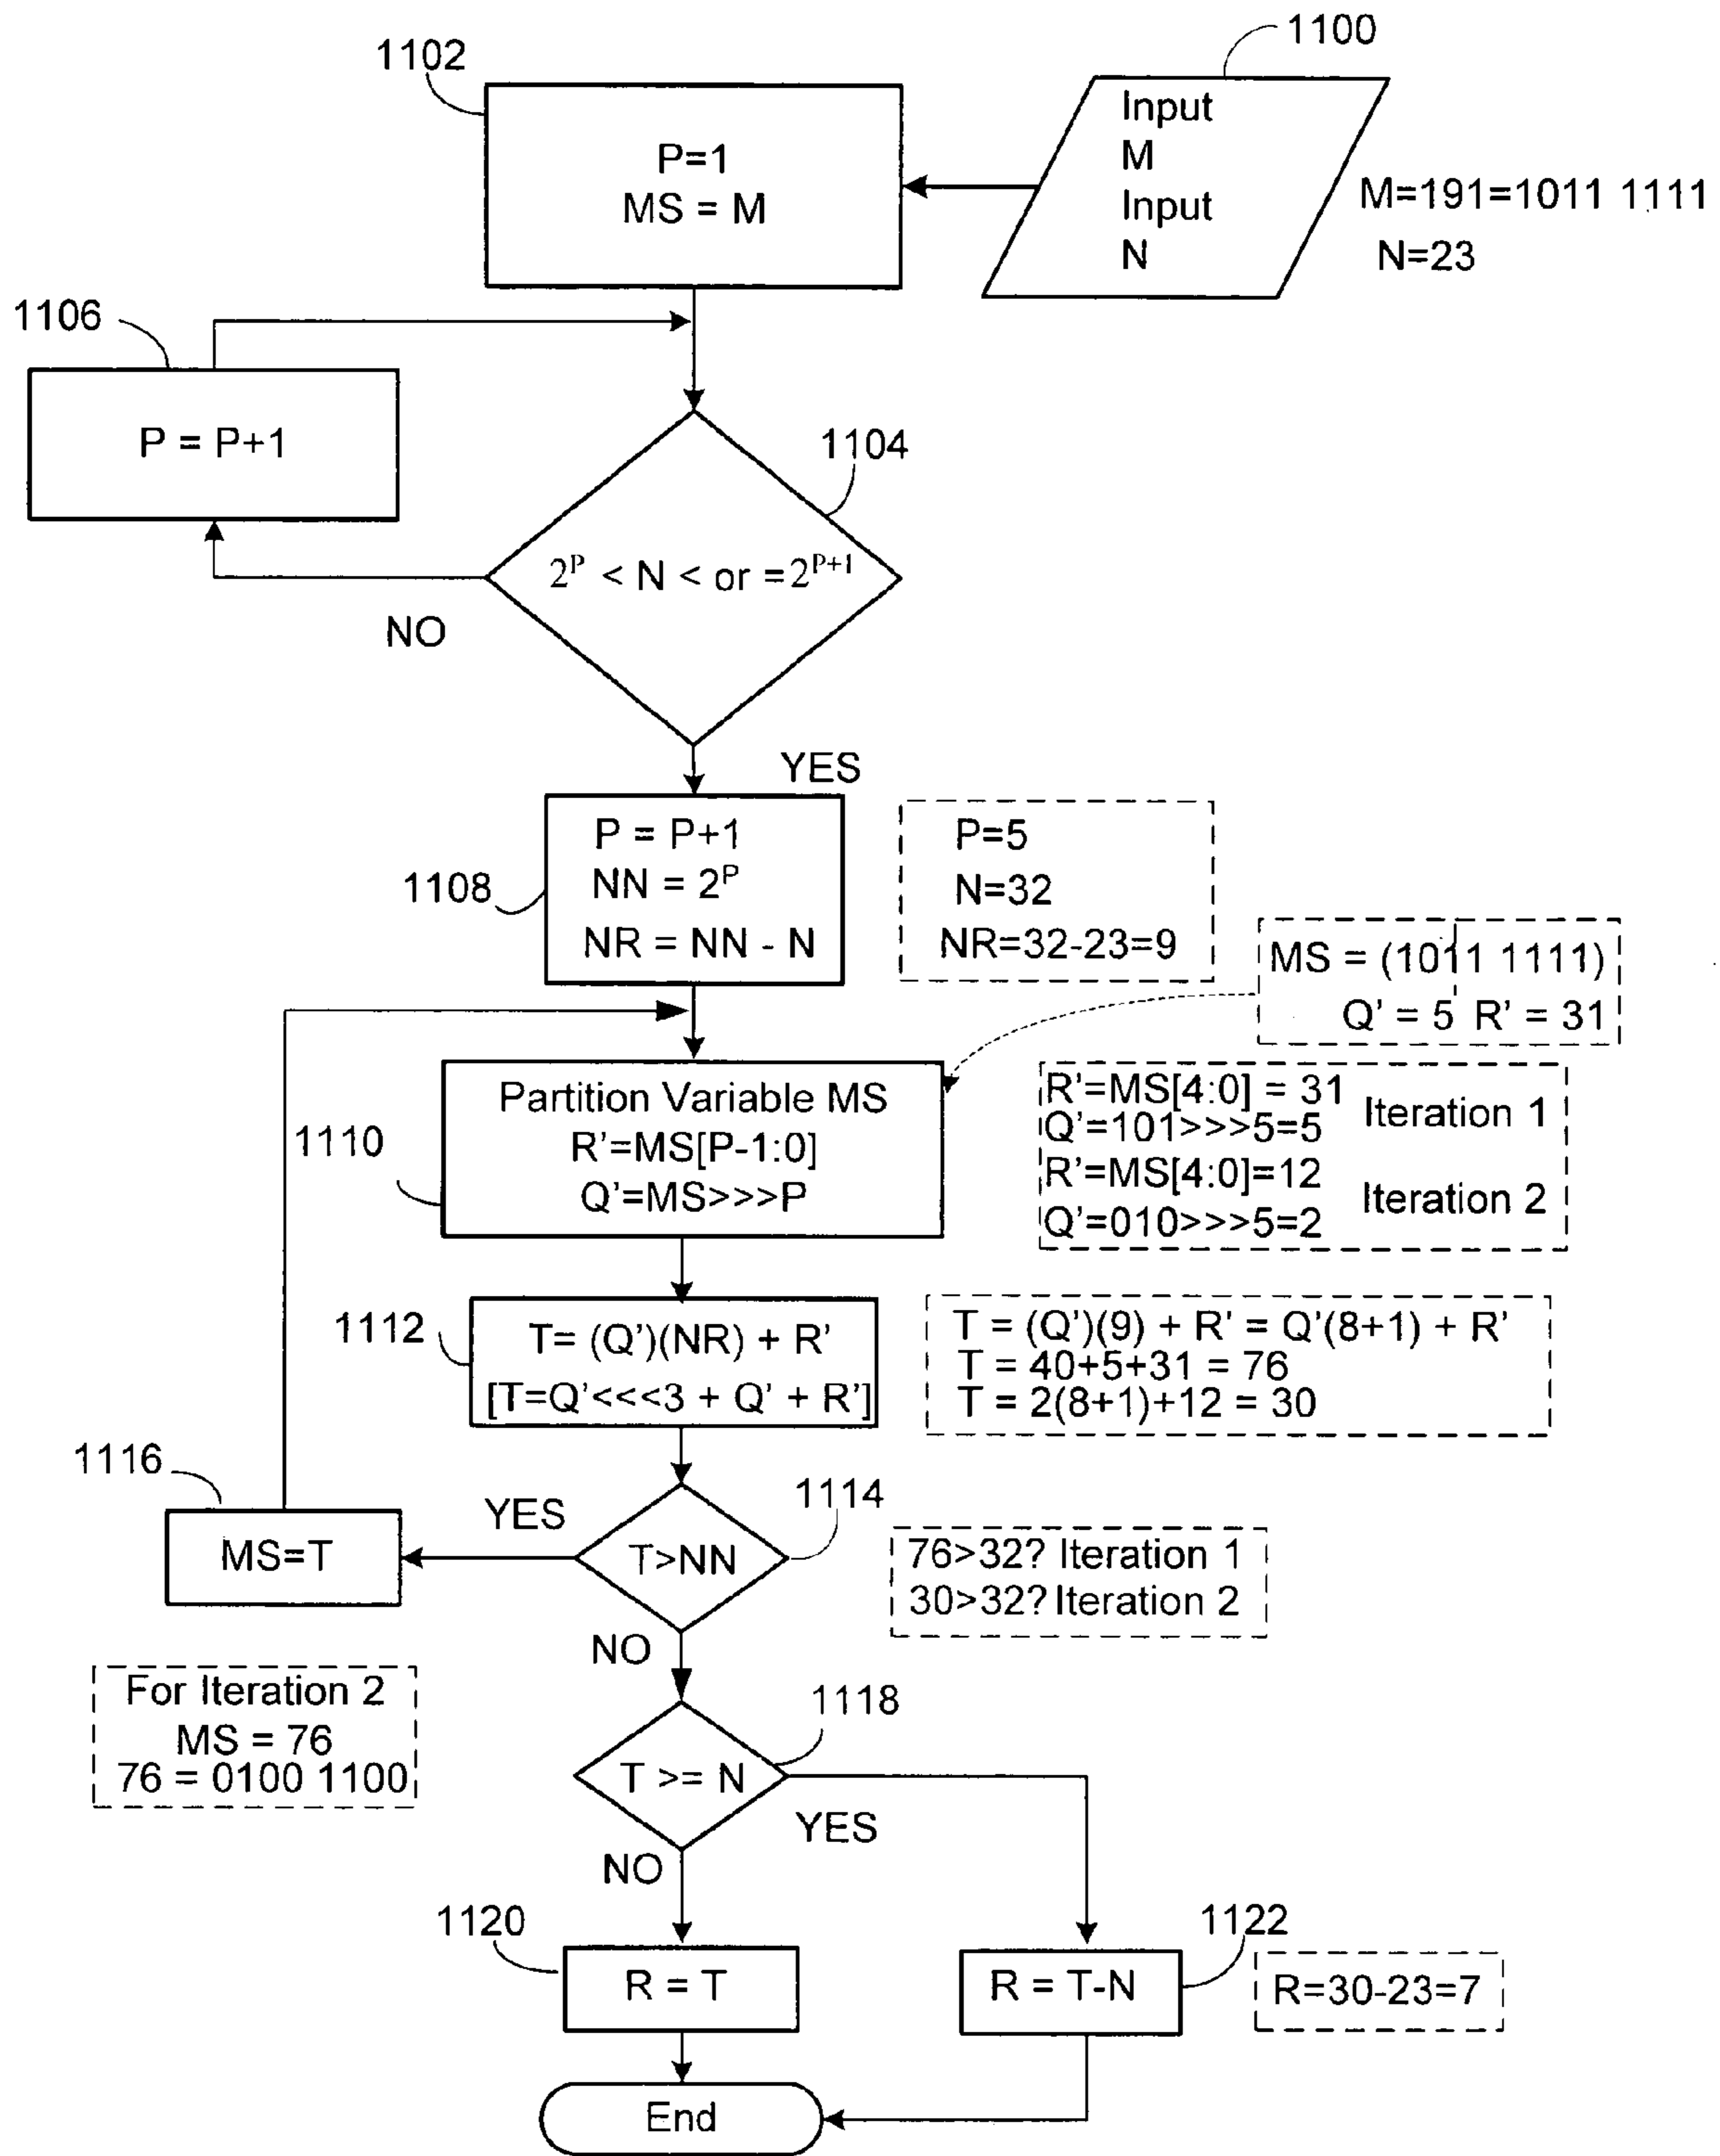 1100
1102
Input
M
Input
N
P=1
MS = M
M=191=1011 1111
N=23
1106
P = P+1
1104
2^P < N < or =2^P+1
NO
YES
P = P+1
NN = 2^P
NR = NN - N
1108
P=5
N=32
NR=32-23=9
MS = (1011 1111)
Q' = 5 R' = 31
Partition Variable MS
R'=MS[P-1:0]
Q'=MS>>>P
1110
R'=MS[4:0] = 31
Q'=101>>>5=5
Iteration 1
R'=MS[4:0]=12
Q'=010>>>5=2
Iteration 2
1112
T= (Q')(NR) + R'
[T=Q'<<<3 + Q' + R']
T = (Q')(9) + R' = Q'(8+1) + R'
T = 40+5+31 = 76
T = 2(8+1)+12 = 30
1116
MS=T
YES
T>NN
1114
76>32? Iteration 1
30>32? Iteration 2
NO
For Iteration 2
MS = 76
76 = 0100 1100
1118
T >= N
YES
NO
1120
R = T
1122
R = T-N
R=30-23=7
End